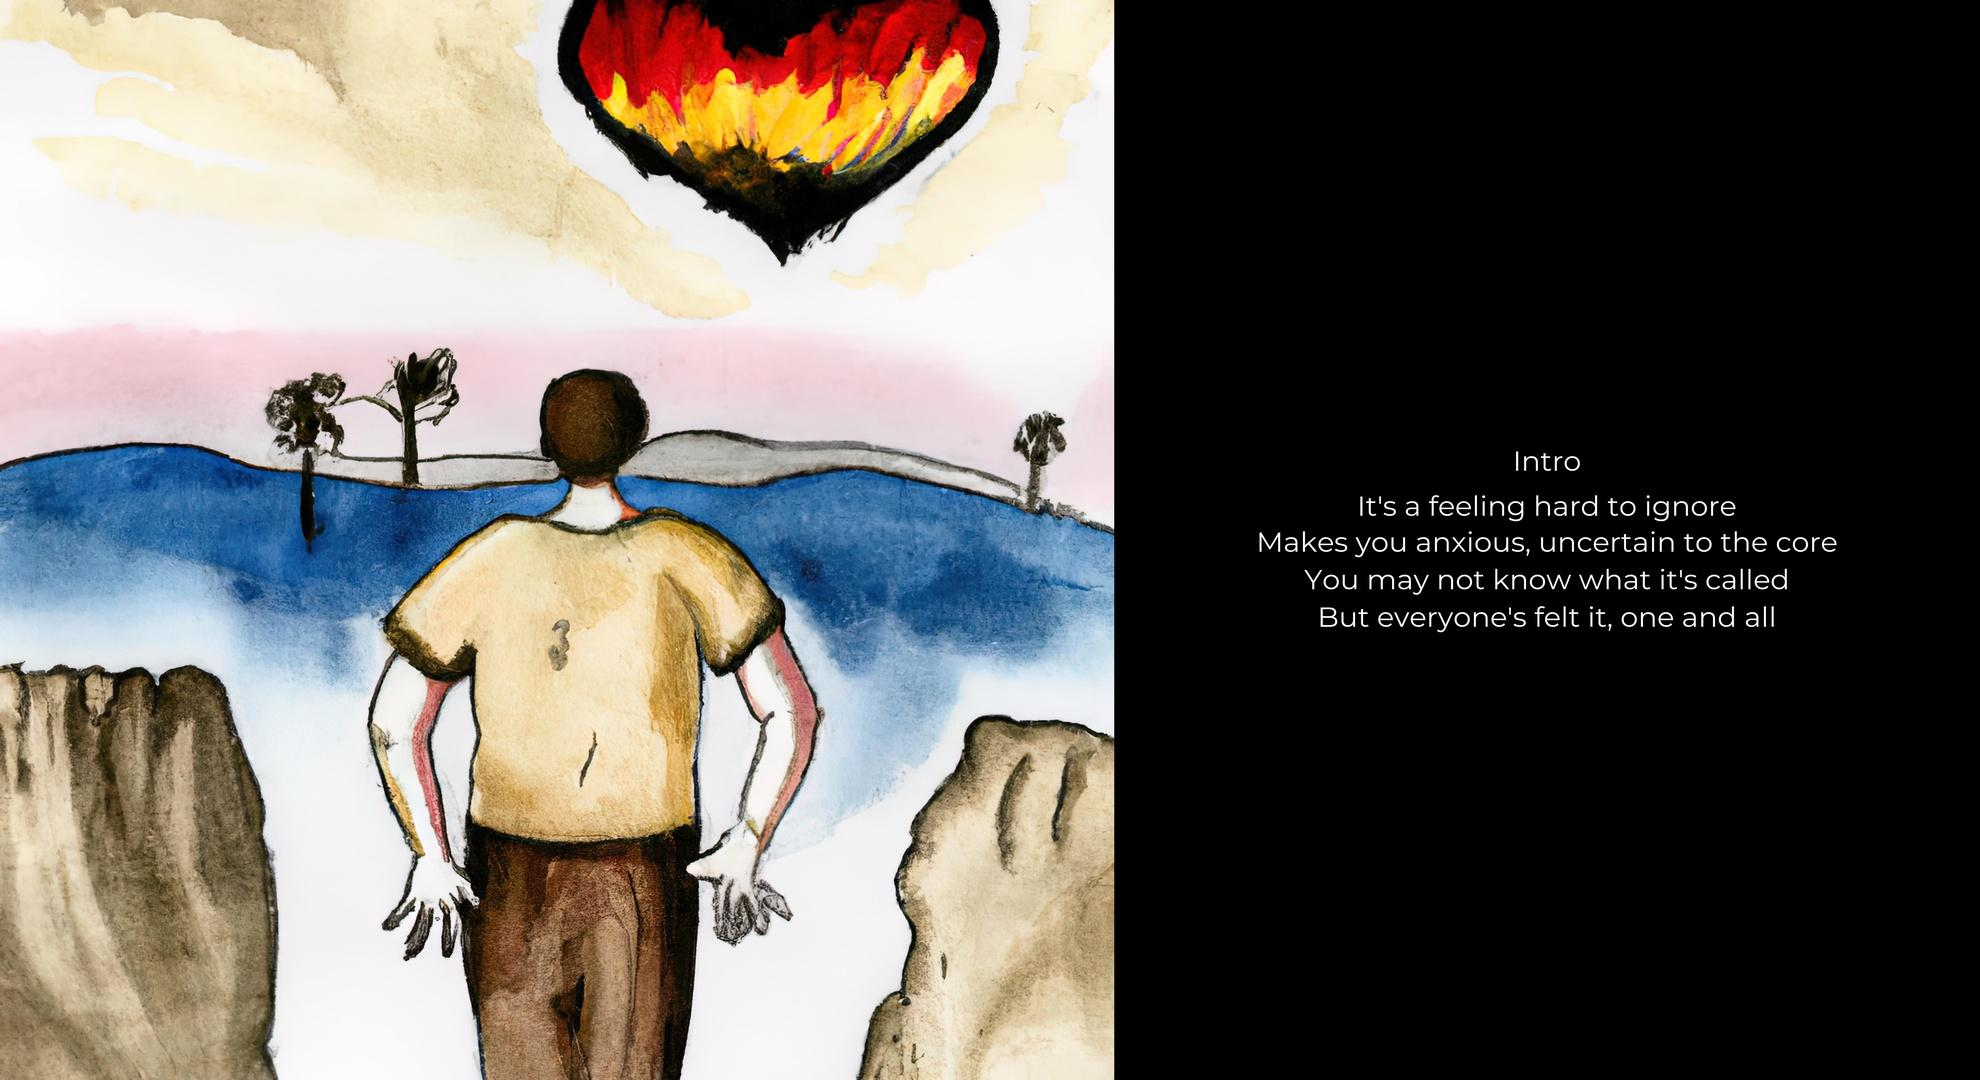 Intro
It's a feeling hard to ignore
Makes you anxious, uncertain to the core
You may not know what it's called
But everyone's felt it, one and all